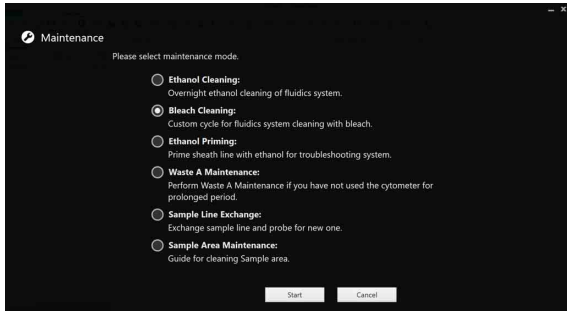 Maintenance
Please select maintenance mode.
Ethanol Cleaning:
Overnight ethanol cleaning of fluidics system.
Bleach Cleaning:
Custom cycle for fluidics system cleaning with bleach.
Ethanol Priming:
Prime sheath line with ethanol for troubleshooting system.
Waste A Maintenance:
Perform Waste A Maintenance if you have not used the cytometer for
prolonged period.
Sample Line Exchange:
Exchange sample line and probe for new one.
Sample Area Maintenance:
Guide for cleaning Sample area.
Start Cancel